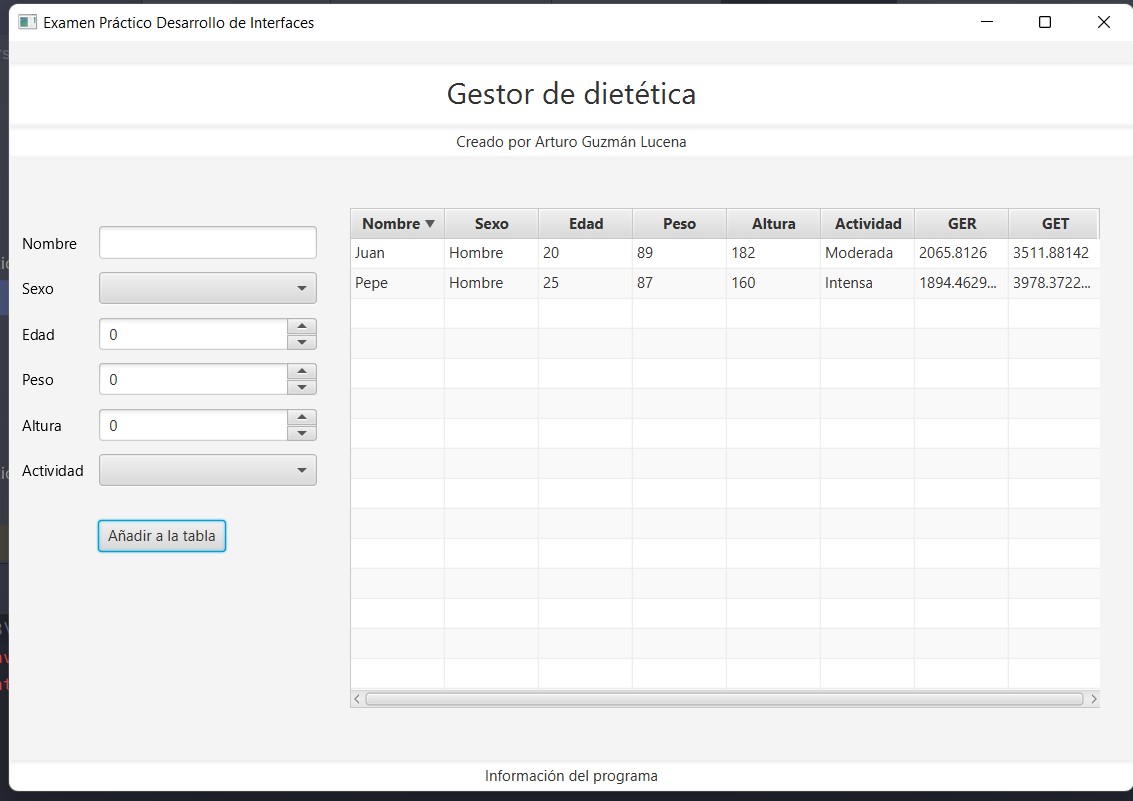 Examen Práctico Desarrollo de Interfaces
Gestor de dietética
Creado por Arturo Guzmán Lucena
Nombre
Sexo
Edad 0
Peso 0
Altura 0
Actividad
Añadir a la tabla
Nombre Sexo Edad Peso Altura Actividad GER GET
Juan Hombre 20 89 182 Moderada 2065.8126 3511.88142
Pepe Hombre 25 87 160 Intensa 1894.4629... 3978.3722...
Información del programa